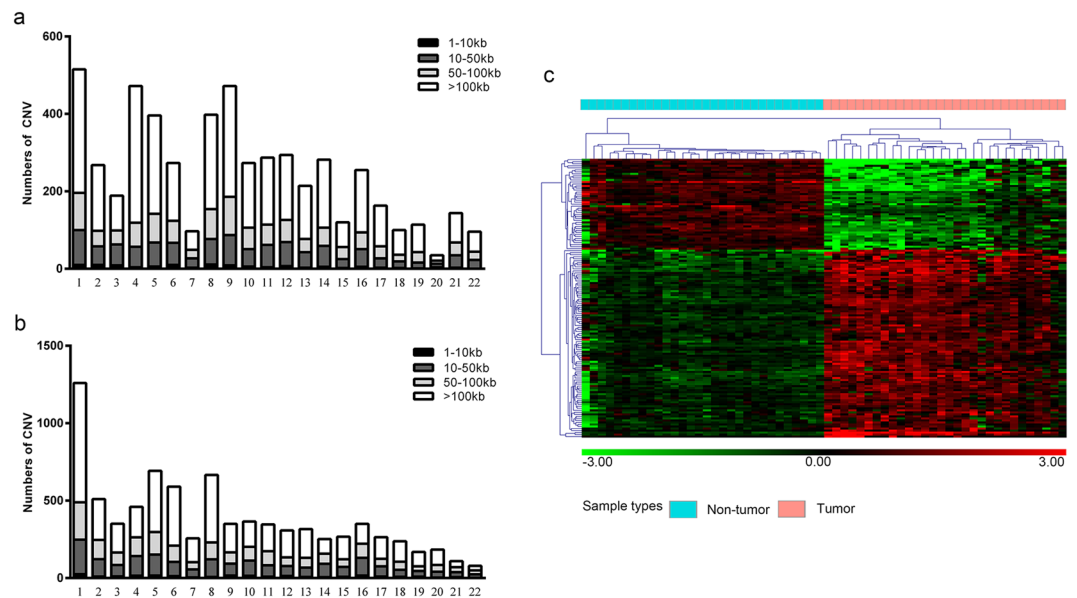 a
600
400
200
0
Numbers of CNV
1-10kb
10-50kb
50-100kb
>100kb
1 2 3 4 5 6 7 8 9 10 11 12 13 14 15 16 17 18 19 20 21 22
b
1500
1000
500
0
Numbers of CNV
1-10kb
10-50kb
50-100kb
>100kb
1 2 3 4 5 6 7 8 9 10 11 12 13 14 15 16 17 18 19 20 21 22
c
-3.00 0.00 3.00
Sample types Non-tumor Tumor